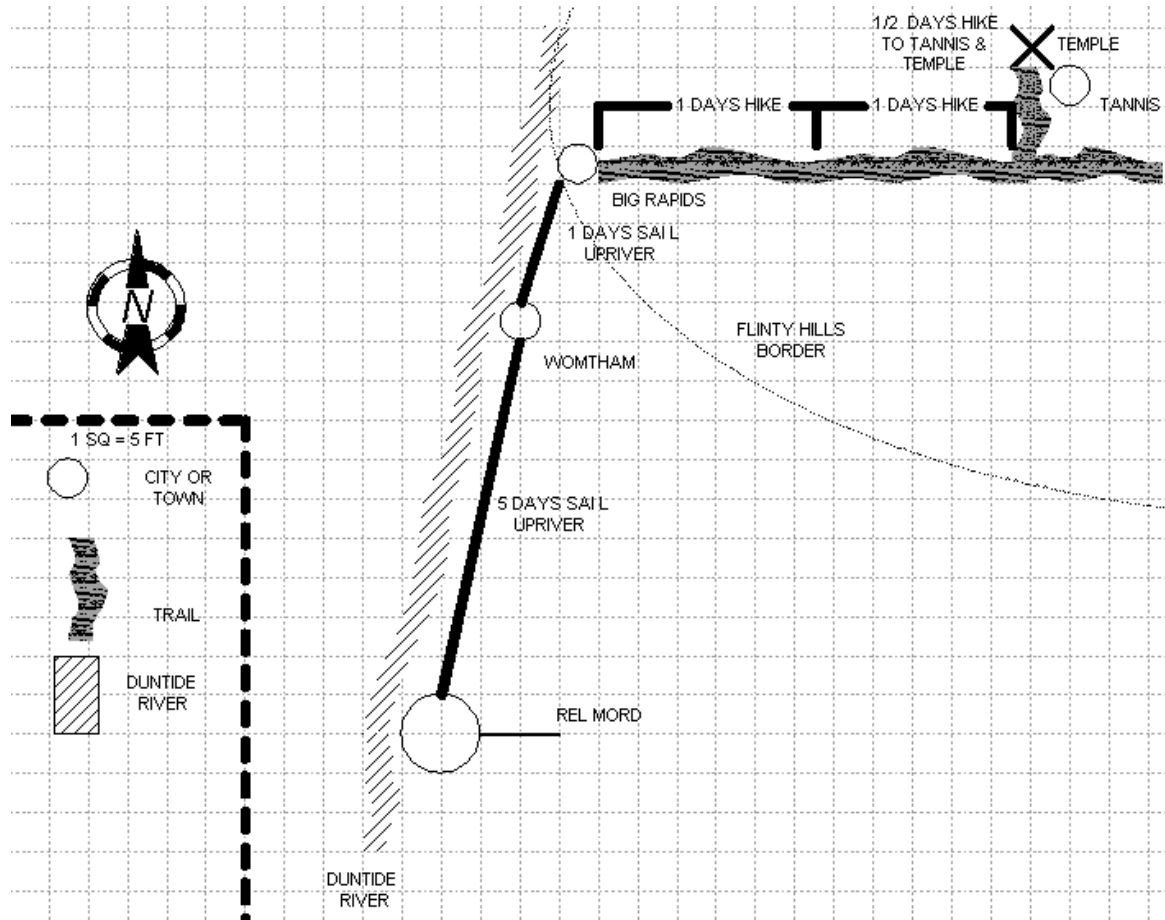 1/2 DAYS HIKE
TO TANNIS &
TEMPLE
TEMPLE
TANNIS
1 DAYS HIKE
1 DAYS HIKE
BIG RAPIDS
1 DAYS SAIL
UPRIVER
N
FLINTY HILLS
BORDER
WOMTHAM
1 SQ = 5 FT
CITY OR
TOWN
5 DAYS SAIL
UPRIVER
TRAIL
DUNTIDE
RIVER
REL MORD
DUNTIDE
RIVER